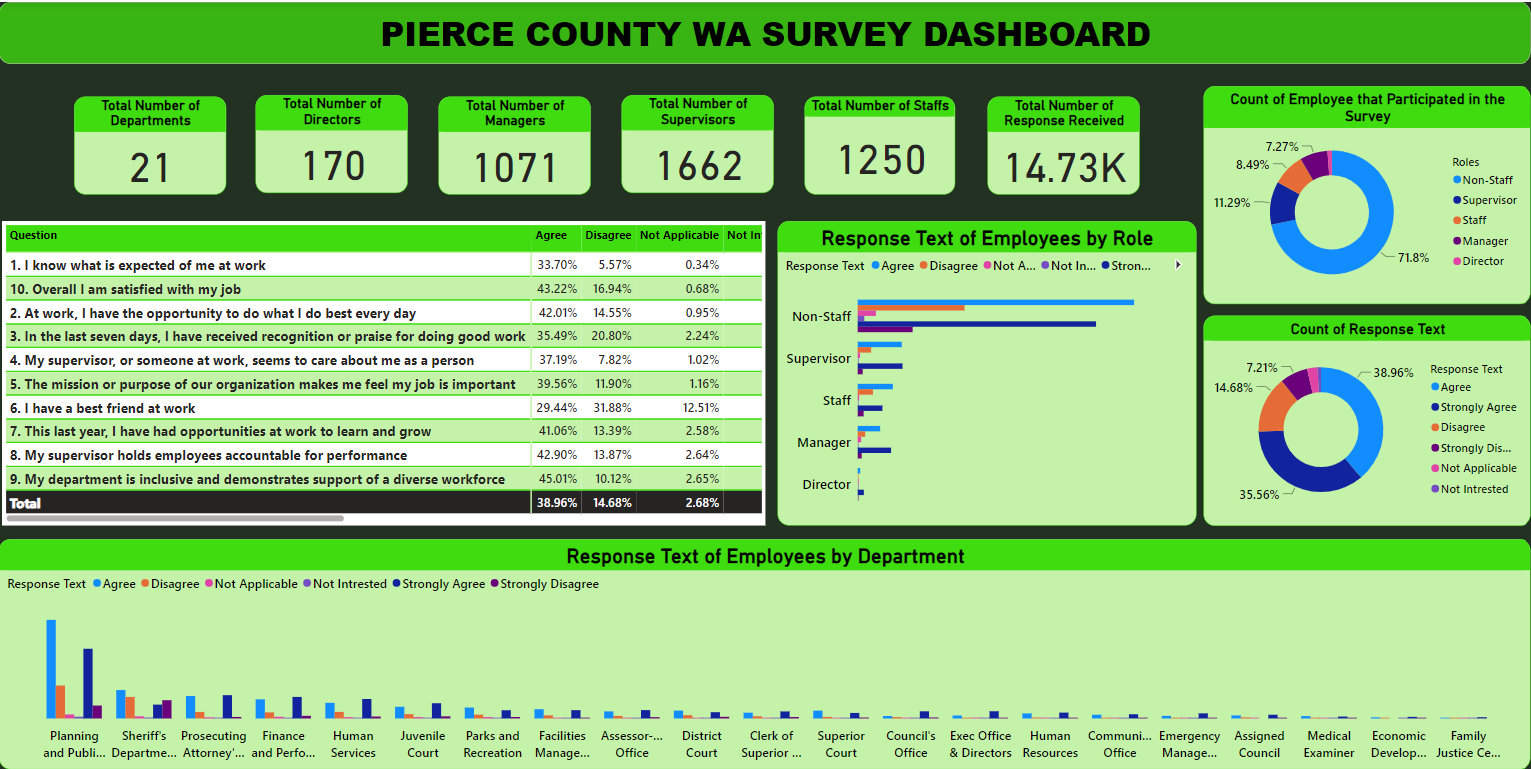 PIERCE COUNTY WA SURVEY DASHBOARD
Total Number of
Departments
21
Total Number of
Directors
170
Total Number of
Managers
1071
Total Number of
Supervisors
1662
Total Number of Staffs
1250
Total Number of
Response Received
14.73K
Count of Employee that Participated in the
Survey
7.27%
8.49%
11.29%
71.8%
Roles
Non-Staff
Supervisor
Staff
Manager
Director
Question Agree Disagree Not Applicable Not In
1. I know what is expected of me at work 33.70% 5.57% 0.34%
10. Overall I am satisfied with my job 43.22% 16.94% 0.68%
2. At work, I have the opportunity to do what I do best every day 42.01% 14.55% 0.95%
3. In the last seven days, I have received recognition or praise for doing good work 35.49% 20.80% 2.24%
4. My supervisor, or someone at work, seems to care about me as a person 37.19% 7.82% 1.02%
5. The mission or purpose of our organization makes me feel my job is important 39.56% 11.90% 1.16%
6. I have a best friend at work 29.44% 31.88% 12.51%
7. This last year, I have had opportunities at work to learn and grow 41.06% 13.39% 2.58%
8. My supervisor holds employees accountable for performance 42.90% 13.87% 2.64%
9. My department is inclusive and demonstrates support of a diverse workforce 45.01% 10.12% 2.65%
Total 38.96% 14.68% 2.68%
Response Text of Employees by Role
Response Text Agree Disagree Not A... Not In... Stron...
Non-Staff
Supervisor
Staff
Manager
Director
Count of Response Text
7.21%
14.68%
35.56%
38.96%
Response Text
Agree
Strongly Agree
Disagree
Strongly Dis...
Not Applicable
Not Intrested
Response Text of Employees by Department
Response Text Agree Disagree Not Applicable Not Intrested Strongly Agree Strongly Disagree
Planning
and Publi...
Sheriff's
Departme...
Prosecuting
Attorney'...
Finance
and Perfo...
Human
Services
Juvenile
Court
Parks and
Recreation
Facilities
Manage...
Assessor-...
Office
District
Court
Clerk of
Superior ...
Superior
Court
Council's
Office
Exec Office
& Directors
Human
Resources
Communi...
Office
Emergency
Manage...
Assigned
Council
Medical
Examiner
Economic
Develop...
Family
Justice Ce...